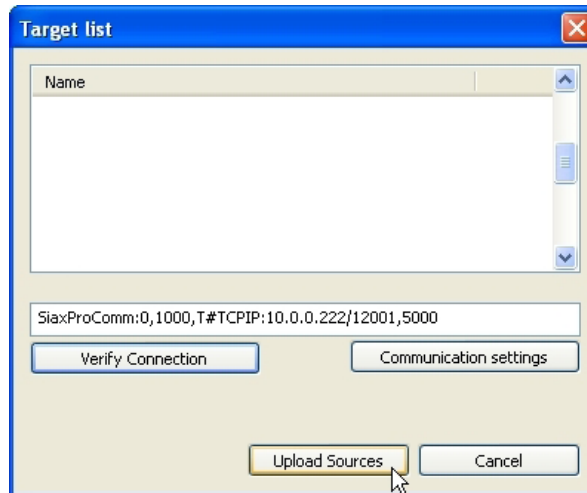 Target list
Name
SiaxProComm:0,1000,T#TCPIP:10.0.0.222/12001,5000
Verify Connection
Communication settings
Upload Sources
Cancel